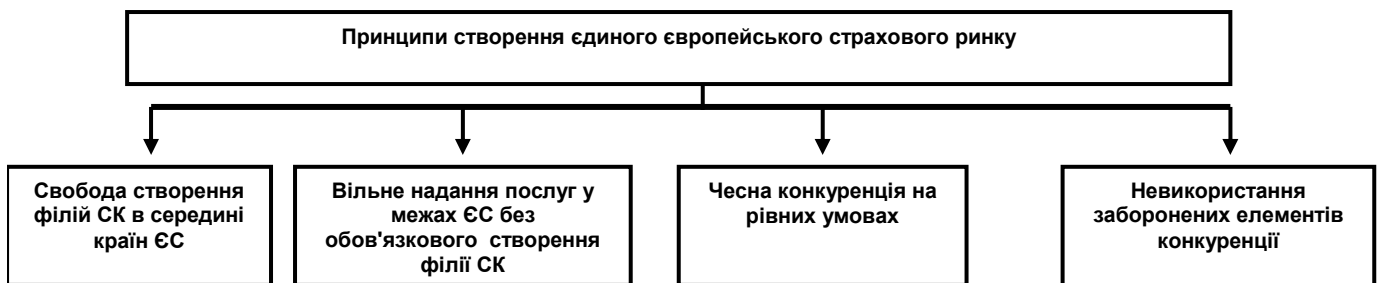 Принципи створення єдиного європейського страхового ринку
Свобода створення
філій СК в середині
країн ЄС
Вільне надання послуг у
межах ЄС без
обов'язкового створення
філії СК
Чесна конкуренція на
рівних умовах
Невикористання
заборонених елементів
конкуренції